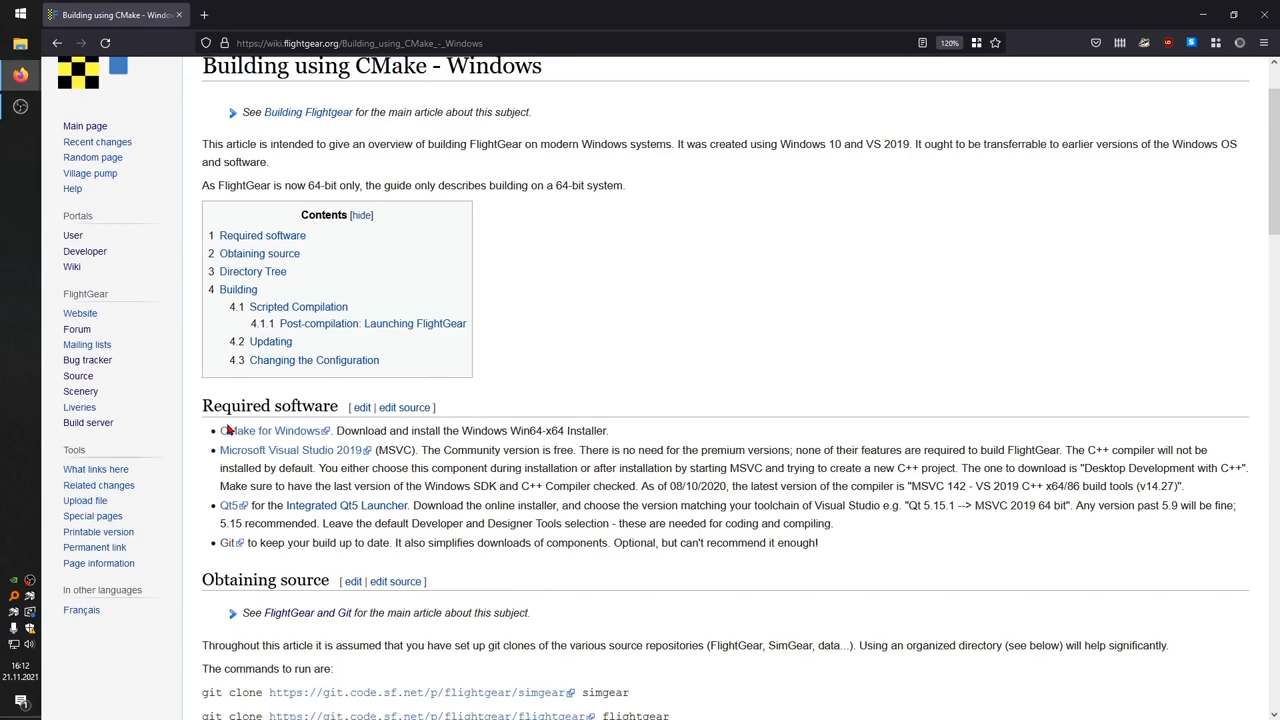 Building using CMake - Windows
https://wiki.flightgear.org/Building_using_CMake_-_Windows
120%
Building using CMake - Windows
See Building Flightgear for the main article about this subject.
Main page
Recent changes
Random page
Village pump
Help
Portals
User
Developer
Wiki
FlightGear
Website
Forum
Mailing lists
Bug tracker
Source
Scenery
Liveries
Build server
Tools
What links here
Related changes
Upload file
Special pages
Printable version
Permanent link
Page information
In other languages
Français
This article is intended to give an overview of building FlightGear on modern Windows systems. It was created using Windows 10 and VS 2019. It ought to be transferrable to earlier versions of the Windows OS
and software.
As FlightGear is now 64-bit only, the guide only describes building on a 64-bit system.
Contents [hide]
1 Required software
2 Obtaining source
3 Directory Tree
4 Building
4.1 Scripted Compilation
4.1.1 Post-compilation: Launching FlightGear
4.2 Updating
4.3 Changing the Configuration
Required software [ edit | edit source ]
CMake for Windows. Download and install the Windows Win64-x64 Installer.
Microsoft Visual Studio 2019 (MSVC). The Community version is free. There is no need for the premium versions; none of their features are required to build FlightGear. The C++ compiler will not be
installed by default. You either choose this component during installation or after installation by starting MSVC and trying to create a new C++ project. The one to download is "Desktop Development with C++".
Make sure to have the last version of the Windows SDK and C++ Compiler checked. As of 08/10/2020, the latest version of the compiler is "MSVC 142 - VS 2019 C++ x64/86 build tools (v14.27)".
Qt5 for the Integrated Qt5 Launcher. Download the online installer, and choose the version matching your toolchain of Visual Studio e.g. "Qt 5.15.1 --> MSVC 2019 64 bit". Any version past 5.9 will be fine;
5.15 recommended. Leave the default Developer and Designer Tools selection - these are needed for coding and compiling.
Git to keep your build up to date. It also simplifies downloads of components. Optional, but can't recommend it enough!
Obtaining source [ edit | edit source ]
See FlightGear and Git for the main article about this subject.
Throughout this article it is assumed that you have set up git clones of the various source repositories (FlightGear, SimGear, data...). Using an organized directory (see below) will help significantly.
The commands to run are:
git clone https://git.code.sf.net/p/flightgear/simgear simgear
git clone https://git.code.sf.net/p/flightgear/flightgear flightgear
16:12
21.11.2021